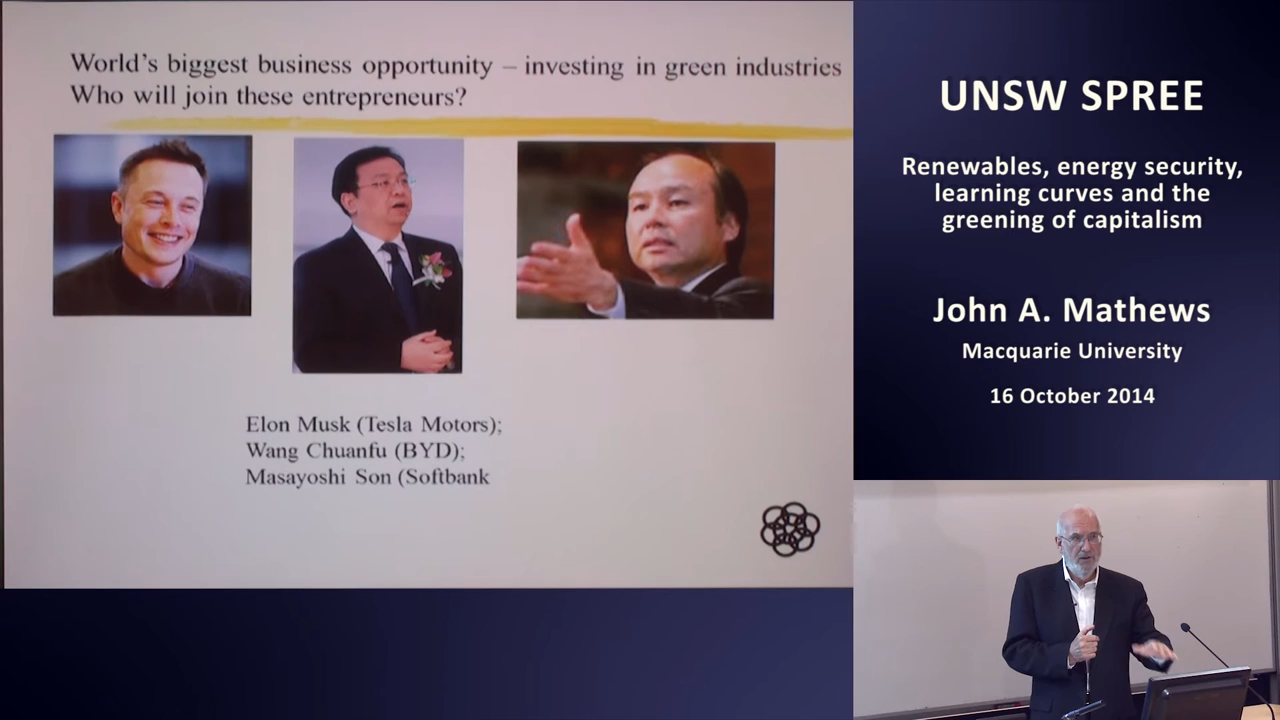 World's biggest business opportunity – investing in green industries
Who will join these entrepreneurs?
Elon Musk (Tesla Motors);
Wang Chuanfu (BYD);
Masayoshi Son (Softbank
UNSW SPREE
Renewables, energy security,
learning curves and the
greening of capitalism
John A. Mathews
Macquarie University
16 October 2014